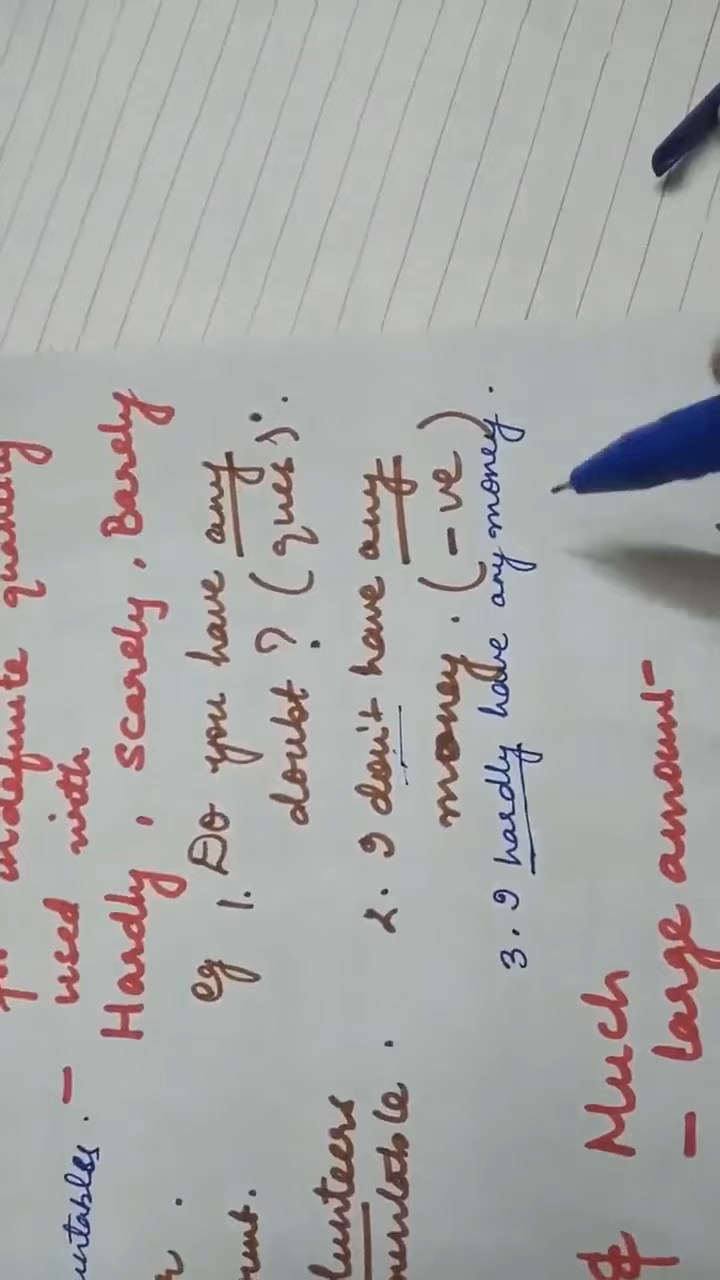 indefinite quantity
- used with
Hardly, scarely, Barely
eg 1. Do you have any
doubt? (ques).
2. I don't have any
money. (-ve)
3. I hardly have any money.
# Much
- large amount-